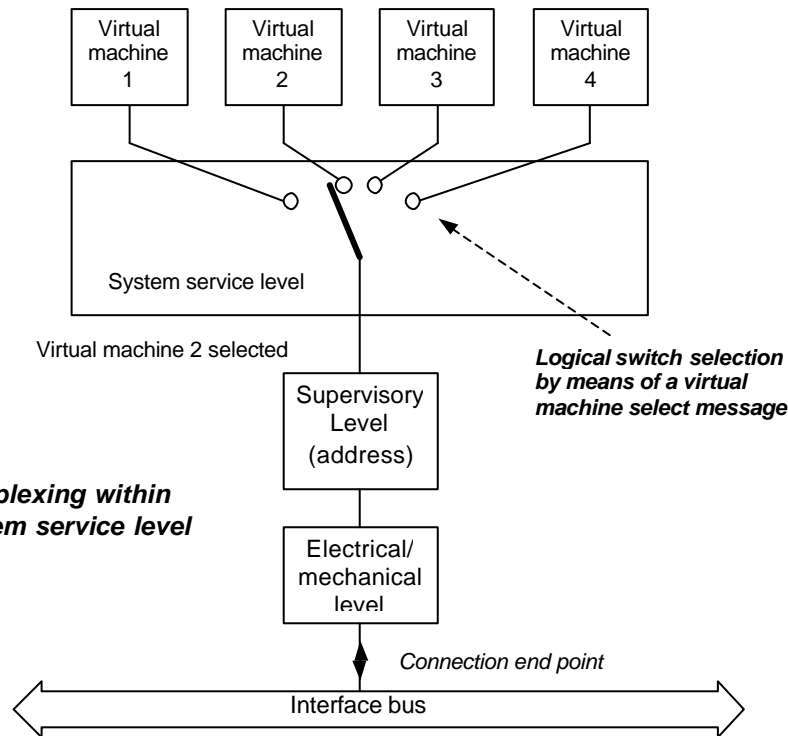 Virtual
machine
1
Virtual
machine
2
Virtual
machine
3
Virtual
machine
4
System service level
Virtual machine 2 selected
Logical switch selection
by means of a virtual
machine select message
Supervisory
Level
(address)
plexing within
em service level
Electrical/
mechanical
level
Connection end point
Interface bus